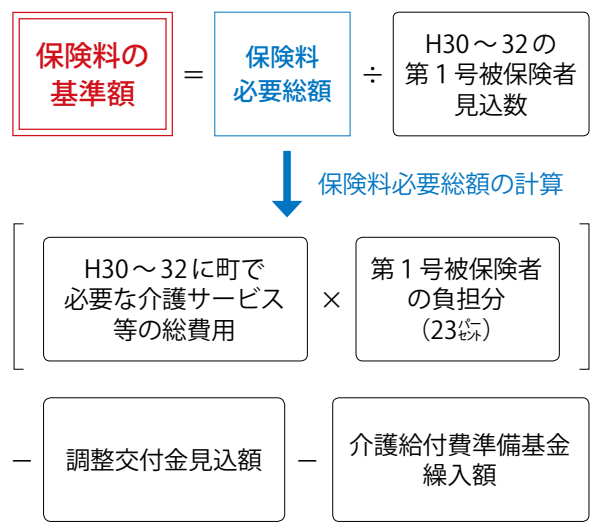 保険料の
基準額
＝
保険料
必要総額
÷
H30～32の
第1号被保険者
見込数
保険料必要総額の計算
[
H30～32に町で
必要な介護サービス
等の総費用
×
第1号被保険者
の負担分
（23㌫）
]
－
調整交付金見込額
－
介護給付費準備基金
繰入額